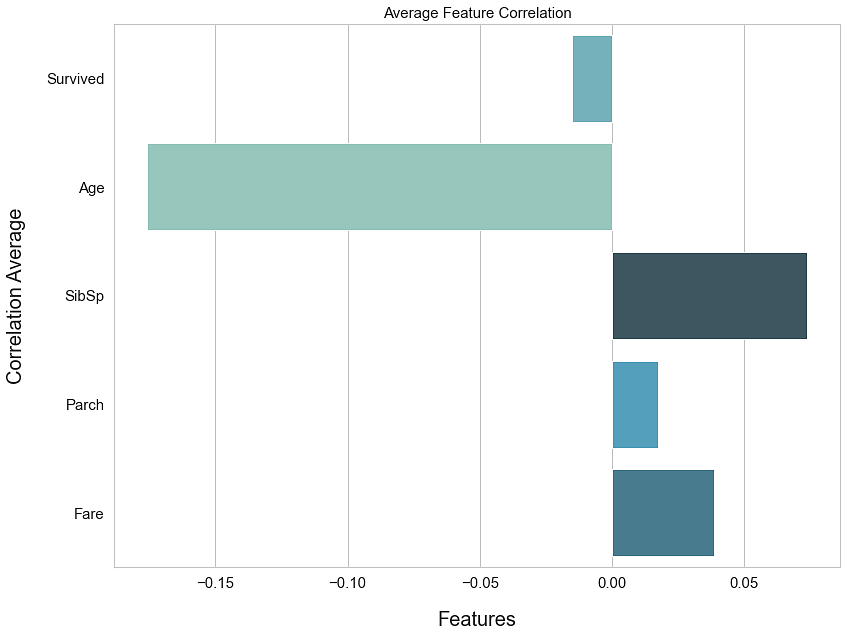 Average Feature Correlation
Survived
Age
SibSp
Parch
Fare
Correlation Average
−0.15
−0.10
−0.05
0.00
0.05
Features